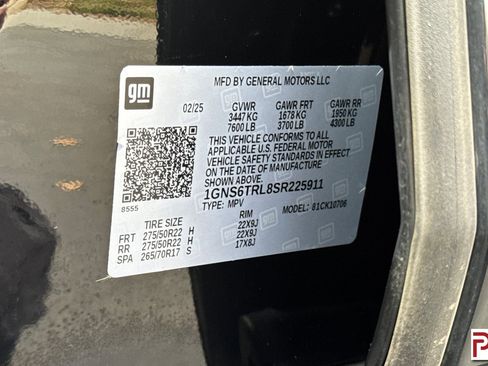 gm
MFD BY GENERAL MOTORS LLC
02/25 GVWR GAWR FRT GAWR RR
3447 KG 1678 KG 1950 KG
7600 LB 3700 LB 4300 LB
THIS VEHICLE CONFORMS TO ALL
APPLICABLE U.S. FEDERAL MOTOR
VEHICLE SAFETY STANDARDS IN EFFECT
ON THE DATE OF MANUFACTURE SHOWN ABOVE.
1GNS6TRL8SR225911
8555 TYPE: MPV MODEL: 81CK10706
TIRE SIZE RIM
FRT 275/50R22 H 22X9J
RR 275/50R22 H 22X9J
SPA 265/70R17 S 17X8J
P